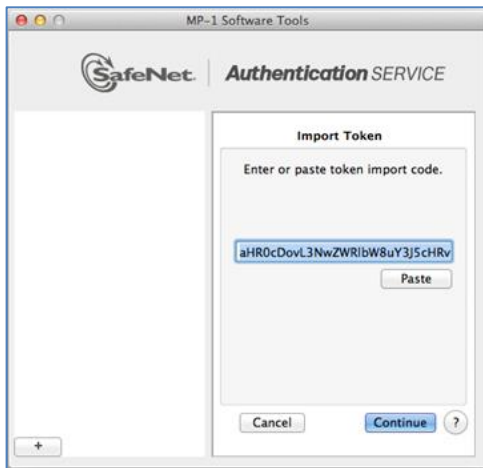 MP-1 Software Tools
SafeNet. Authentication SERVICE
Import Token
Enter or paste token import code.
aHR0cDovL3NwZWRlbW8uY3J5cHRv
Paste
Cancel Continue ?
+